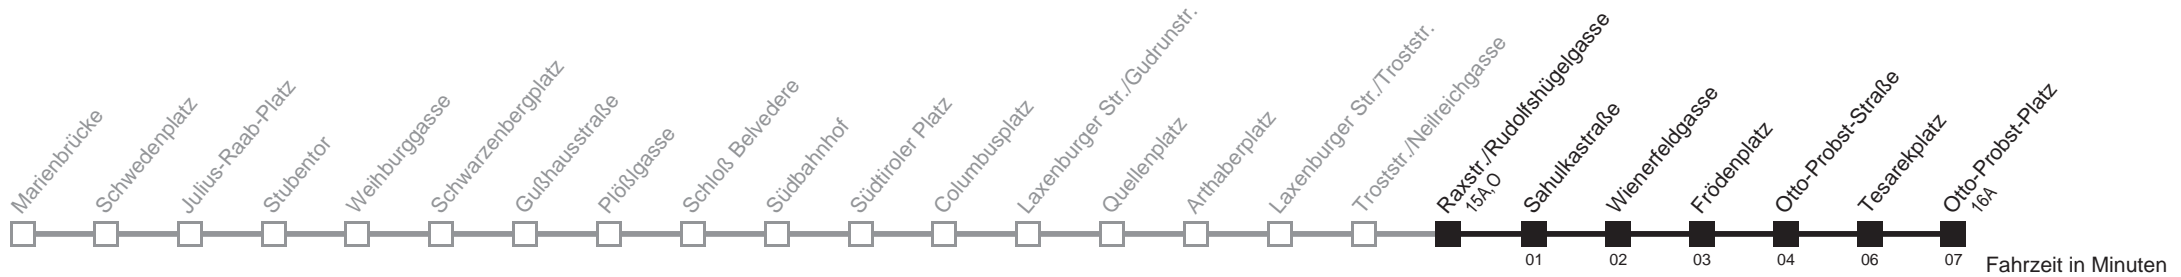 Marienbrücke
Schwedenplatz
Julius-Raab-Platz
Stubentor
Weihburggasse
Schwarzenbergplatz
Gußhausstraße
Plößlgasse
Schloß Belvedere
Südbahnhof
Südtiroler Platz
Columbusplatz
Laxenburger Str./Gudrunstr.
Quellenplatz
Arthaberplatz
Laxenburger Str./Troststr.
Troststr./Neilreichgasse
Raxstr./Rudolfshügelgasse
15A,O
Sahulkastraße
Wienerfeldgasse
Frödenplatz
Otto-Probst-Straße
Tesarekplatz
Otto-Probst-Platz
16A
01
02
03
04
06
07
Fahrzeit in Minuten